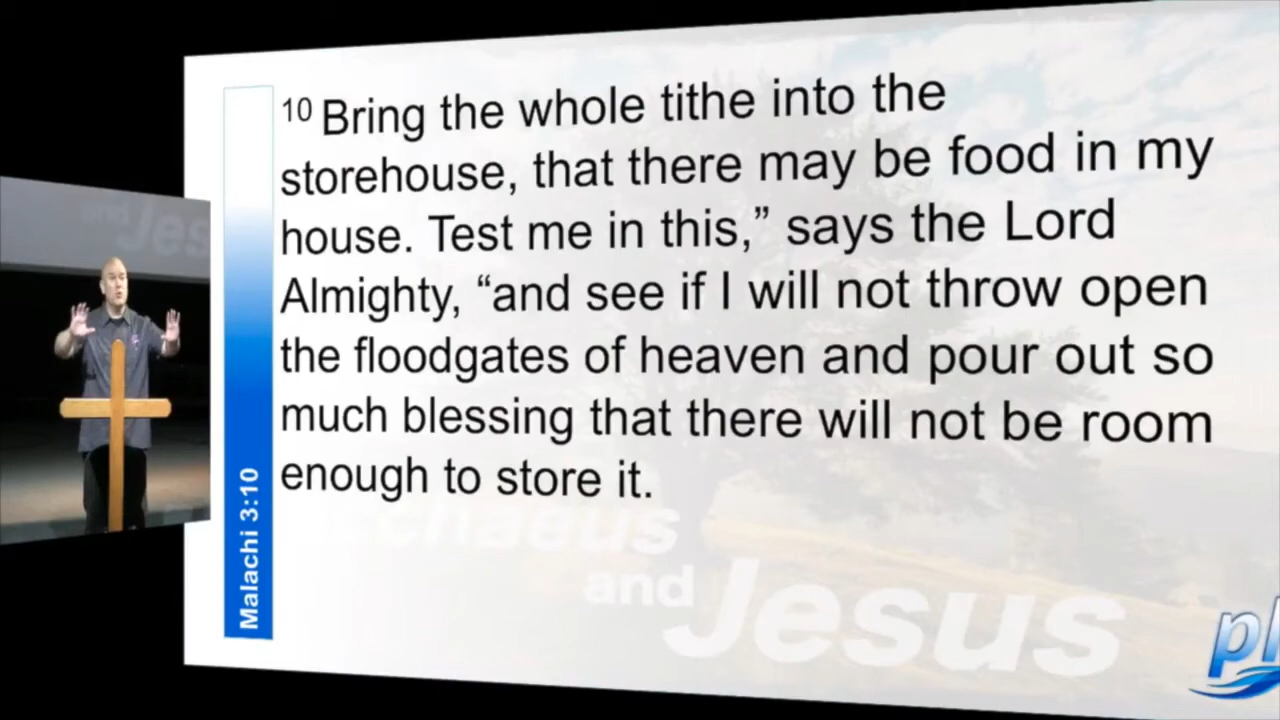 10 Bring the whole tithe into the
storehouse, that there may be food in my
house. Test me in this,” says the Lord
Almighty, “and see if I will not throw open
the floodgates of heaven and pour out so
much blessing that there will not be room
enough to store it.
Malachi 3:10
and
Jesus
and
Jes